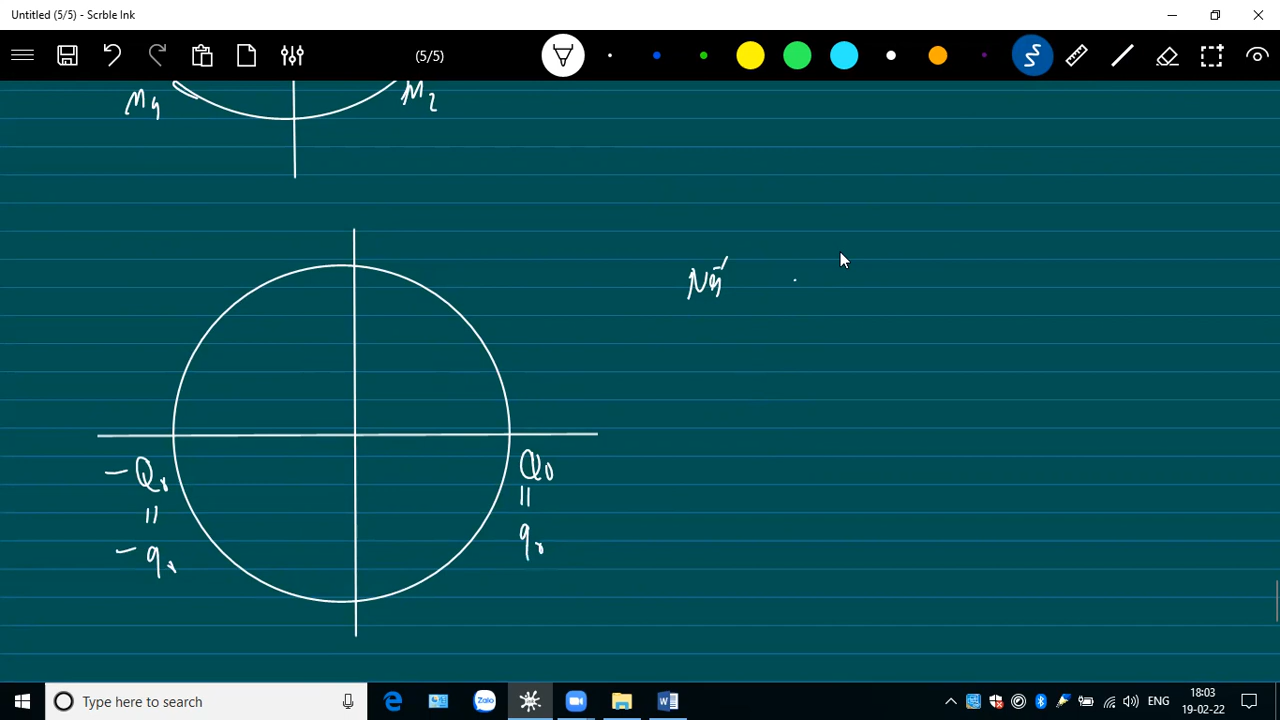 Untitled (5/5) - Scrble Ink
(5/5)
M4 M2
- Q0 Q0
= =
- q0 q0
Type here to search
Zalo
ENG
18:03
19-02-22